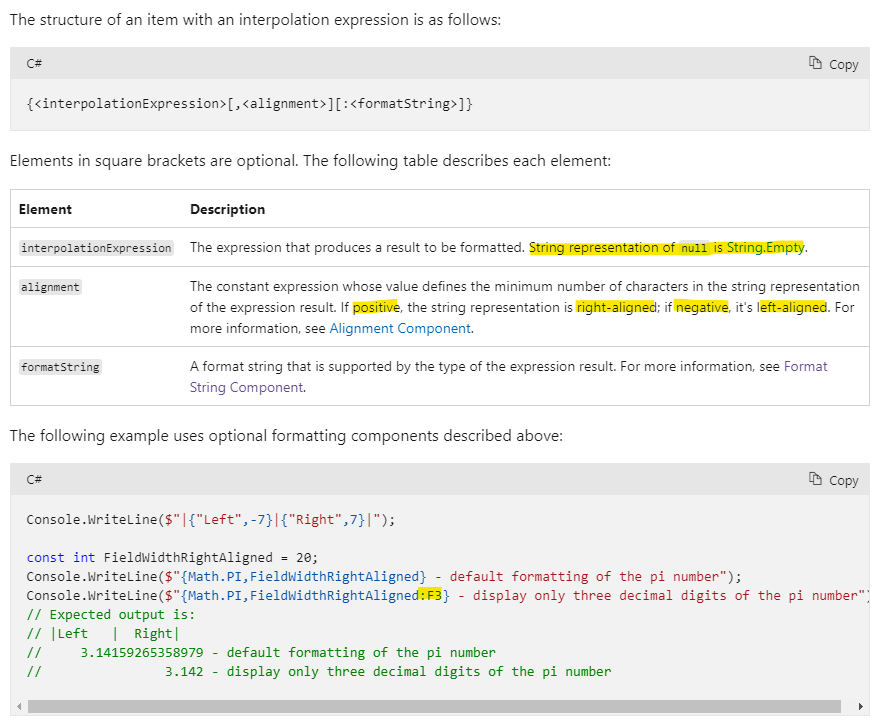 The structure of an item with an interpolation expression is as follows:
C#
Copy
{<interpolationExpression>[,<alignment>][:<formatString>]}
Elements in square brackets are optional. The following table describes each element:
Element Description
interpolationExpression The expression that produces a result to be formatted. String representation of null is String.Empty.
alignment The constant expression whose value defines the minimum number of characters in the string representation
of the expression result. If positive, the string representation is right-aligned; if negative, it's left-aligned. For
more information, see Alignment Component.
formatString A format string that is supported by the type of the expression result. For more information, see Format
String Component.
The following example uses optional formatting components described above:
C#
Copy
Console.WriteLine($"|{"Left",-7}|{"Right",7}|");
const int FieldWidthRightAligned = 20;
Console.WriteLine($"{Math.PI,FieldWidthRightAligned} - default formatting of the pi number");
Console.WriteLine($"{Math.PI,FieldWidthRightAligned:F3} - display only three decimal digits of the pi number")
// Expected output is:
// |Left   |  Right|
//     3.14159265358979 - default formatting of the pi number
//                3.142 - display only three decimal digits of the pi number